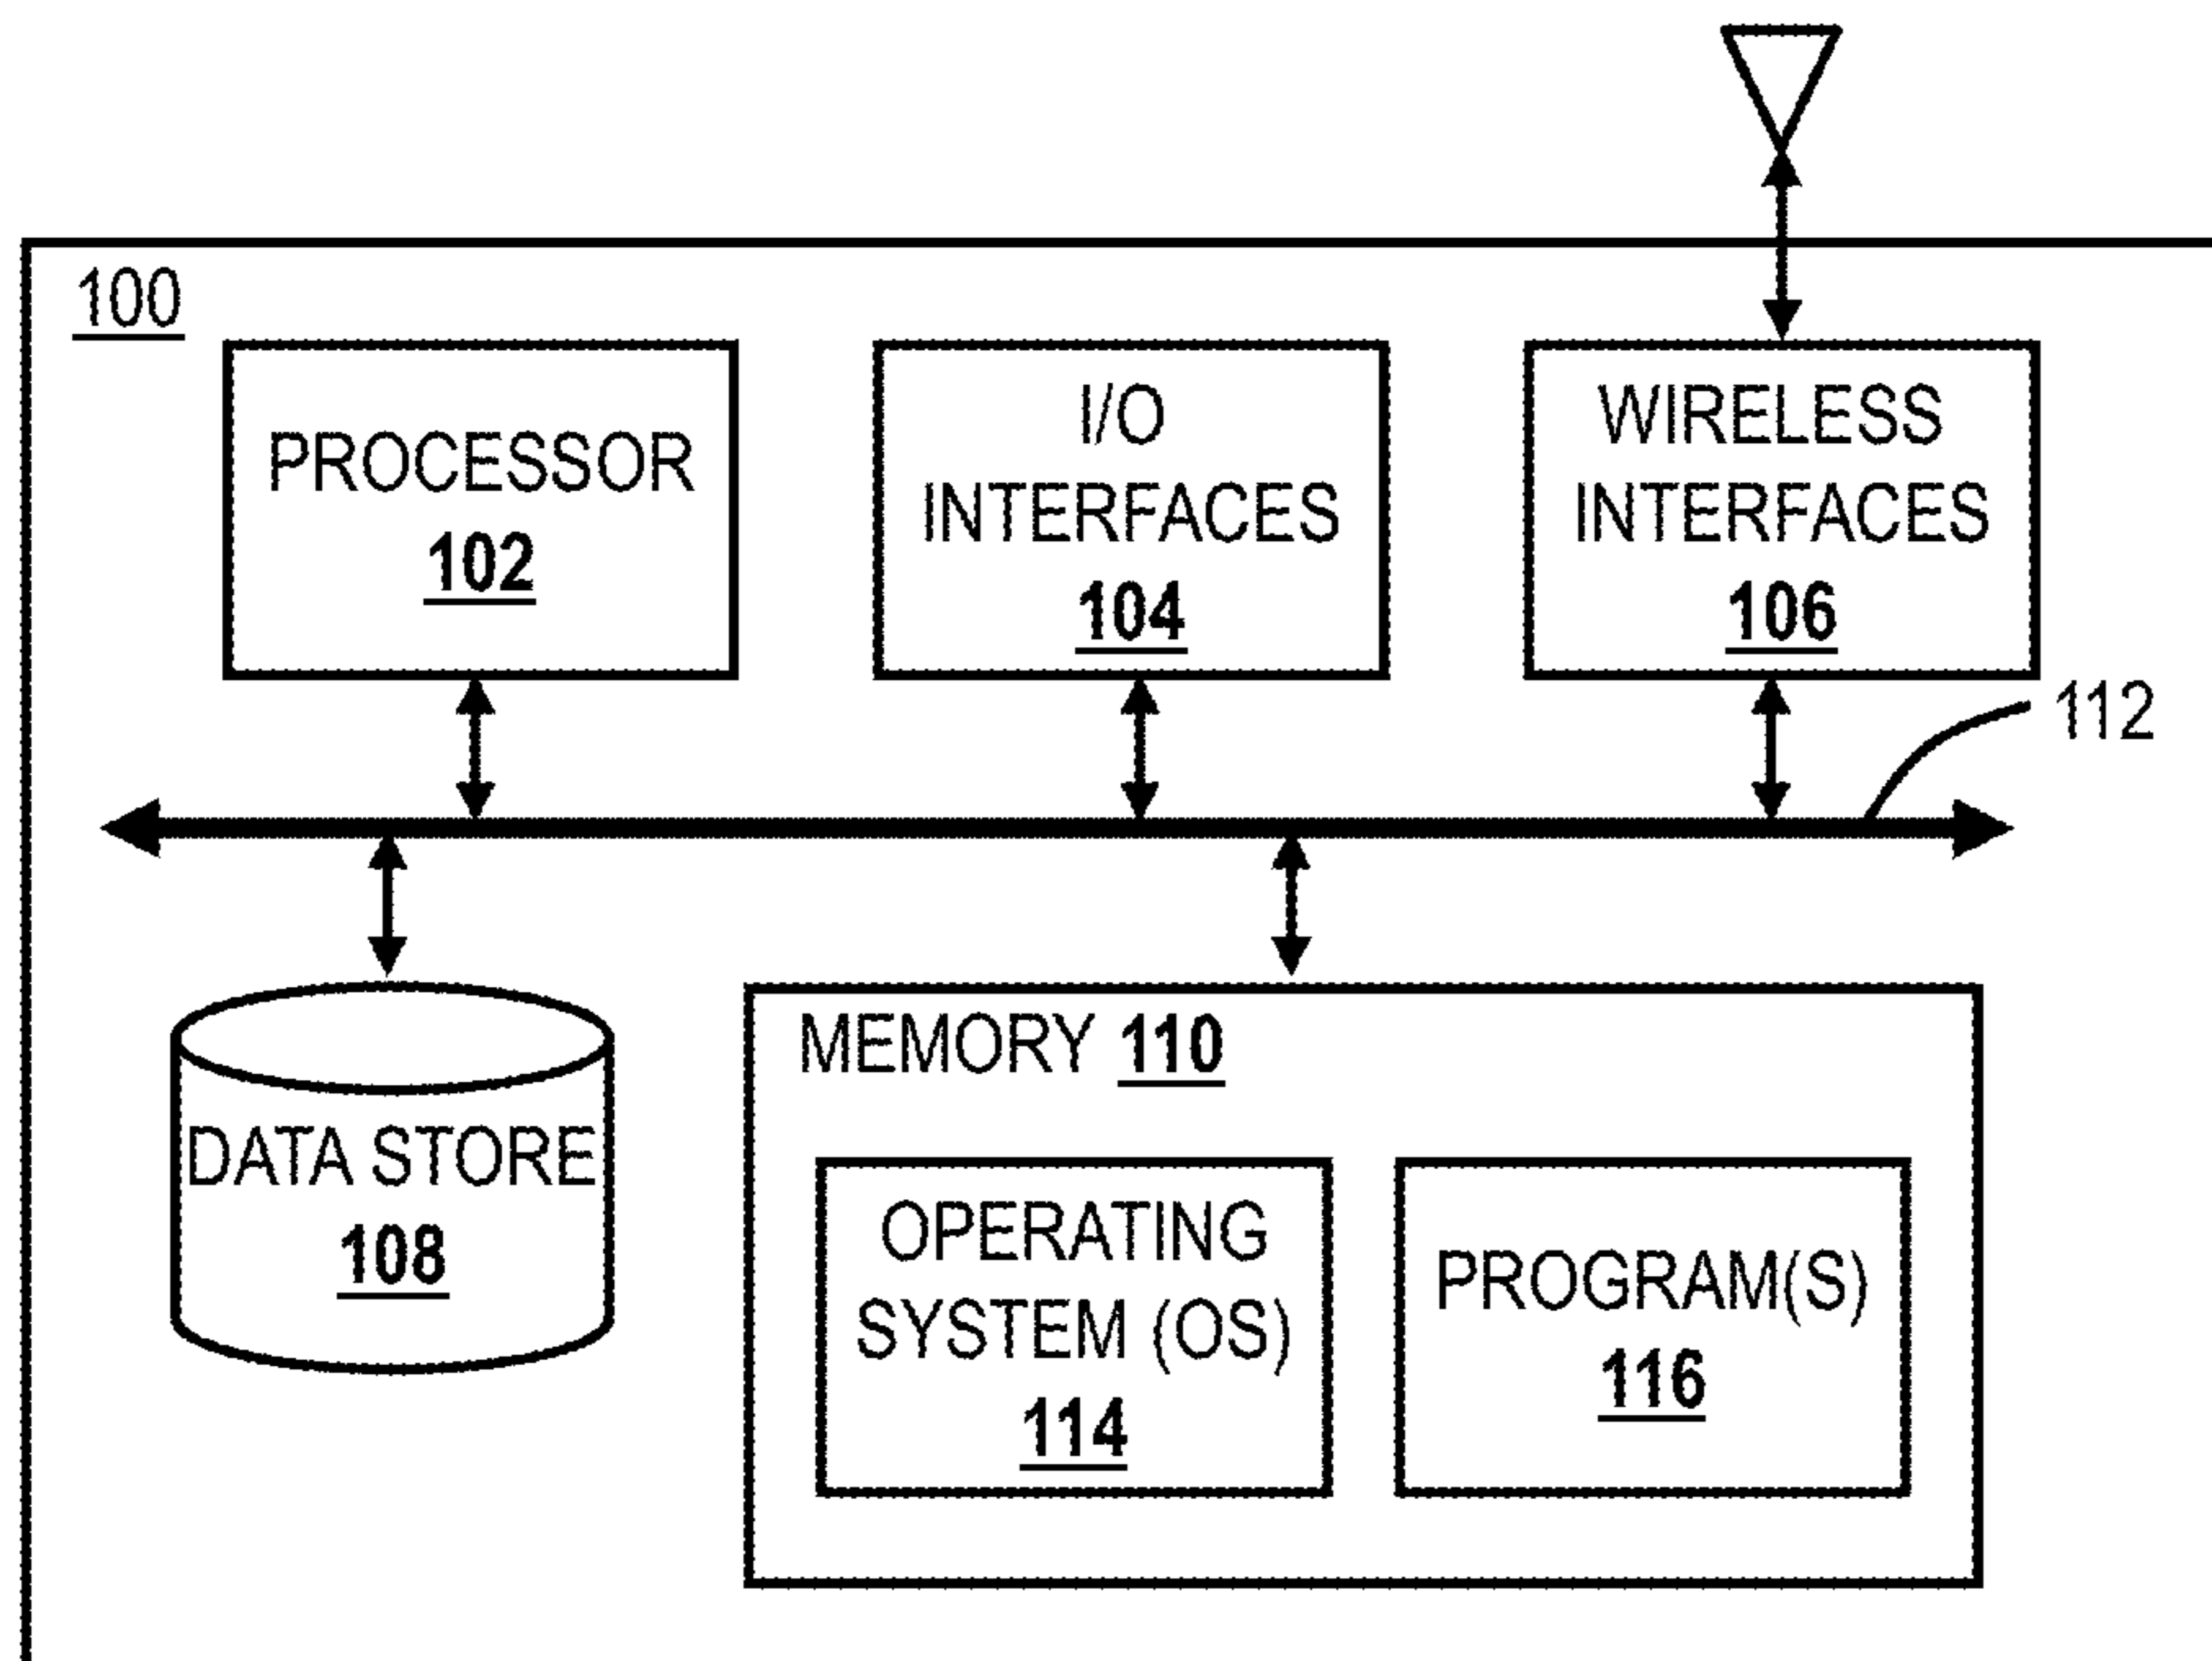 100
PROCESSOR
102
I/O
INTERFACES
104
WIRELESS
INTERFACES
106
112
DATA STORE
108
MEMORY 110
OPERATING
SYSTEM (OS)
114
PROGRAM(S)
116